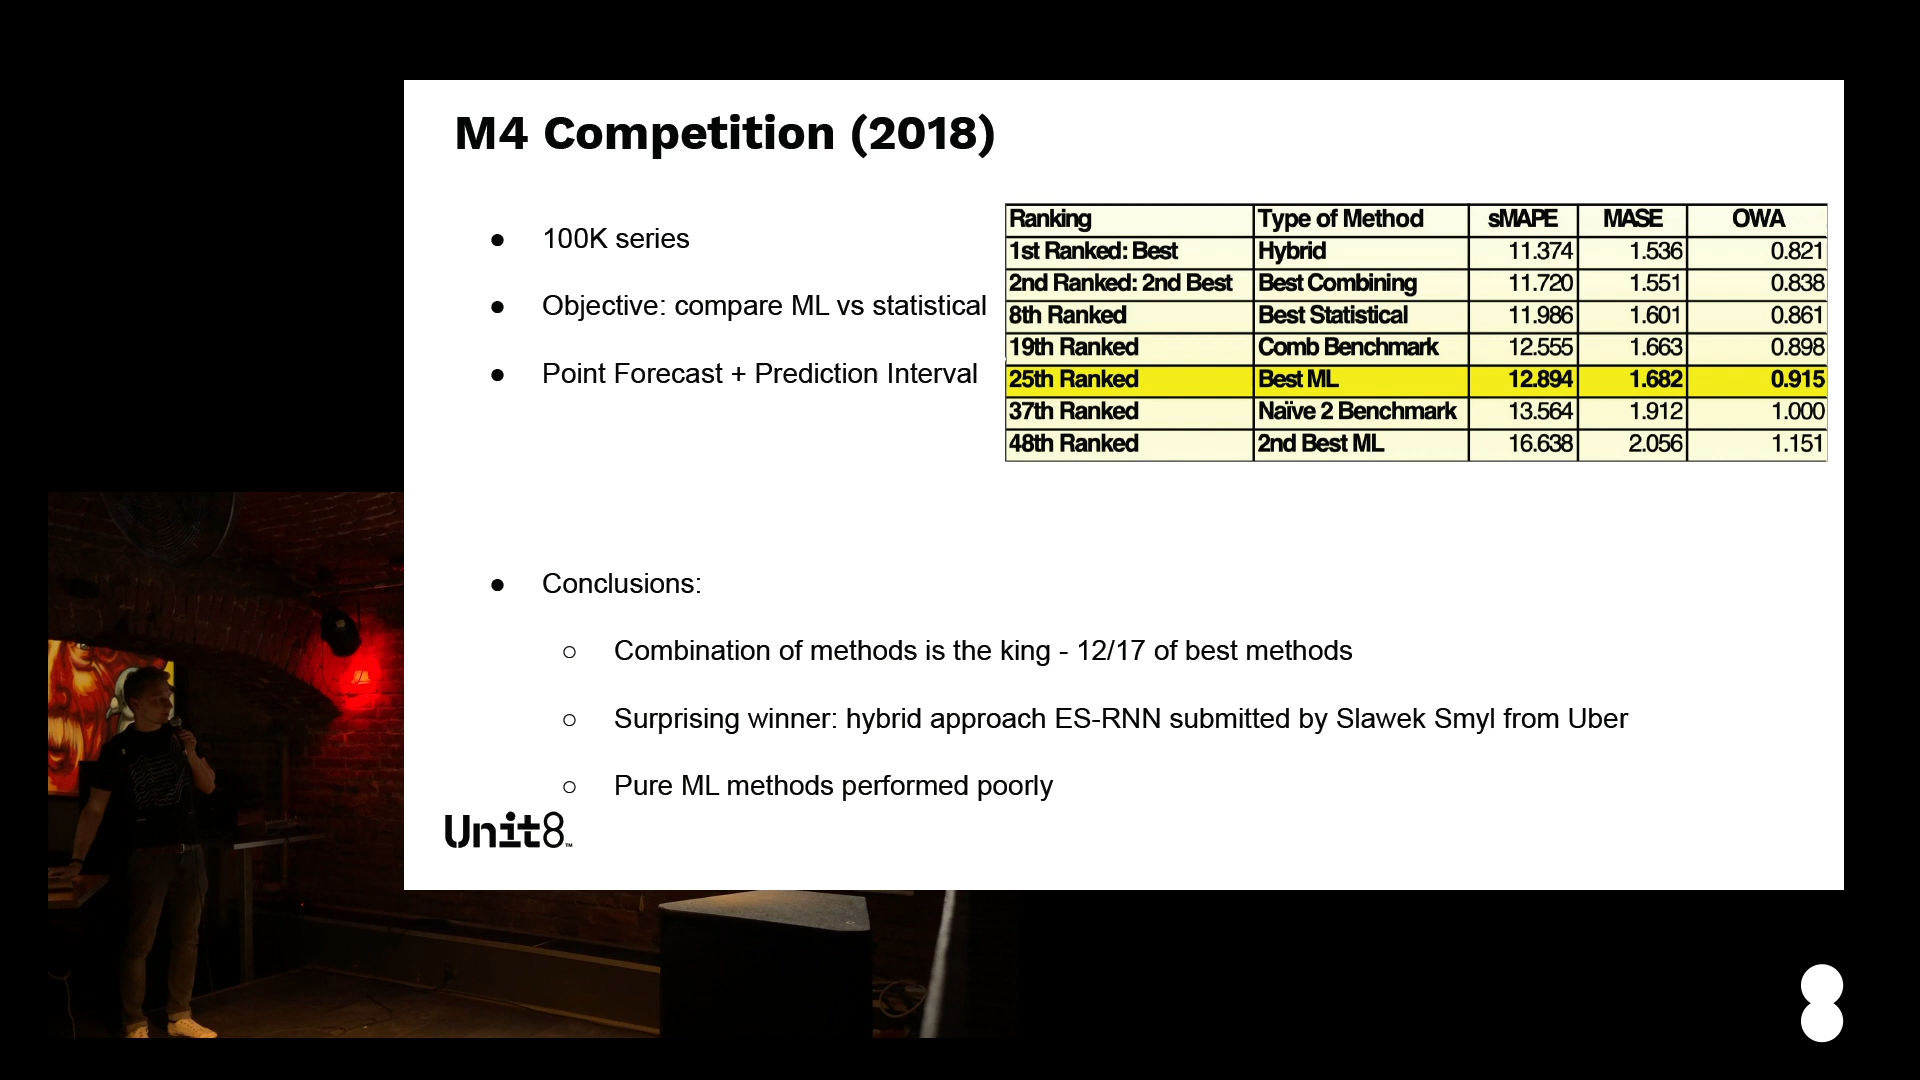 M4 Competition (2018)
● 100K series
● Objective: compare ML vs statistical
● Point Forecast + Prediction Interval
Ranking Type of Method sMAPE MASE OWA
1st Ranked: Best Hybrid 11.374 1.536 0.821
2nd Ranked: 2nd Best Best Combining 11.720 1.551 0.838
8th Ranked Best Statistical 11.986 1.601 0.861
19th Ranked Comb Benchmark 12.555 1.663 0.898
25th Ranked Best ML 12.894 1.682 0.915
37th Ranked Naïve 2 Benchmark 13.564 1.912 1.000
48th Ranked 2nd Best ML 16.638 2.056 1.151
● Conclusions:
○ Combination of methods is the king - 12/17 of best methods
○ Surprising winner: hybrid approach ES-RNN submitted by Slawek Smyl from Uber
○ Pure ML methods performed poorly
Unit8™